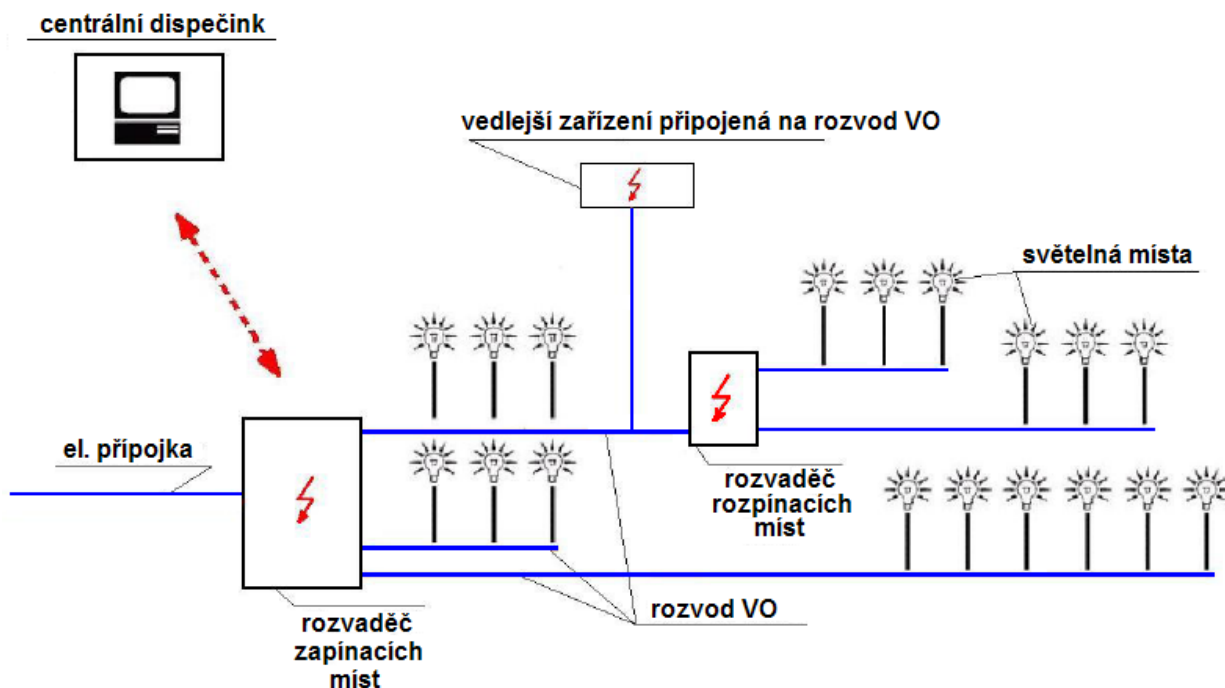 centrální dispečink
vedlejší zařízení připojená na rozvod VO
světelná místa
el. přípojka
rozvaděč
rozpínacích
míst
rozvaděč
zapínacích
míst
rozvod VO